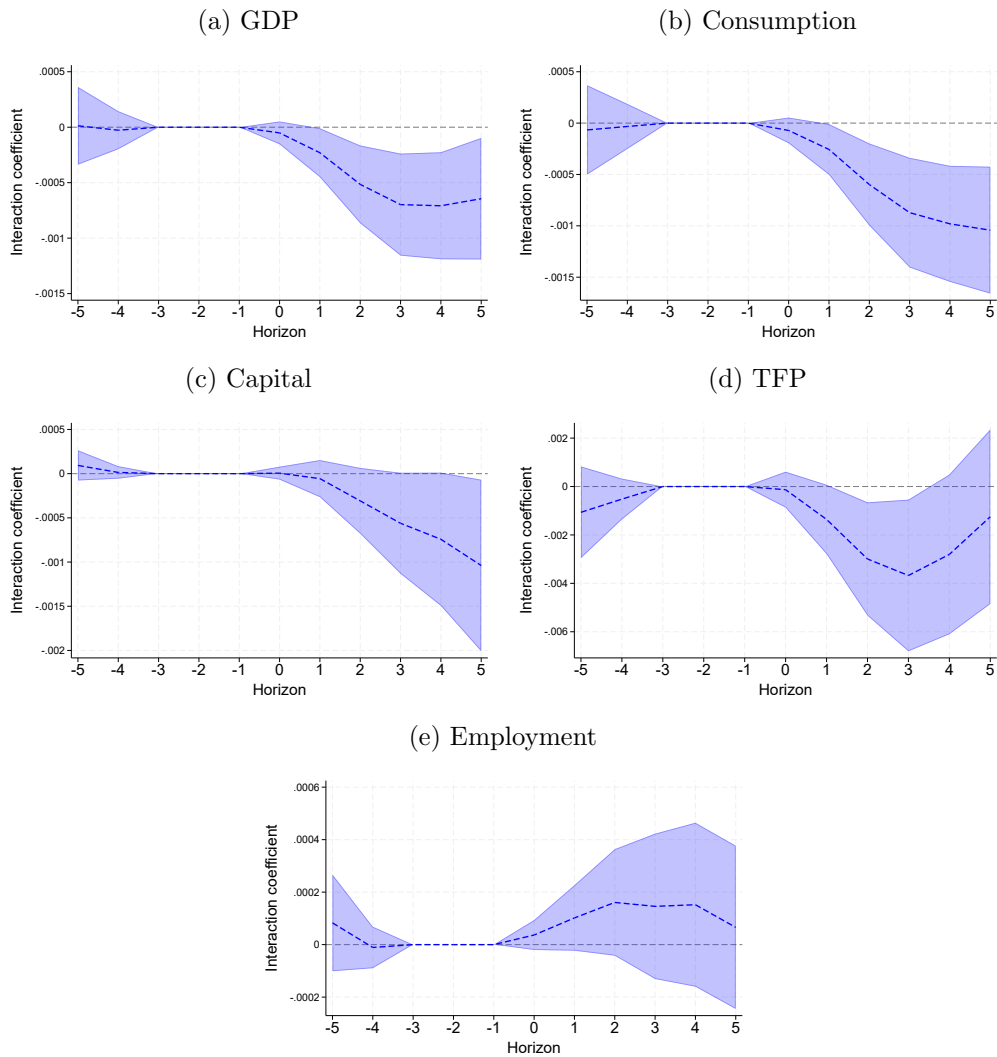 (a) GDP
(b) Consumption
.0005
0
-.0005
-.001
-.0015
Interaction coefficient
-5 -4 -3 -2 -1 0 1 2 3 4 5
Horizon
.0005
0
-.0005
-.001
-.0015
Interaction coefficient
-5 -4 -3 -2 -1 0 1 2 3 4 5
Horizon
(c) Capital
(d) TFP
.0005
0
-.0005
-.001
-.0015
-.002
Interaction coefficient
-5 -4 -3 -2 -1 0 1 2 3 4 5
Horizon
.002
0
-.002
-.004
-.006
Interaction coefficient
-5 -4 -3 -2 -1 0 1 2 3 4 5
Horizon
(e) Employment
.0006
.0004
.0002
0
-.0002
Interaction coefficient
-5 -4 -3 -2 -1 0 1 2 3 4 5
Horizon